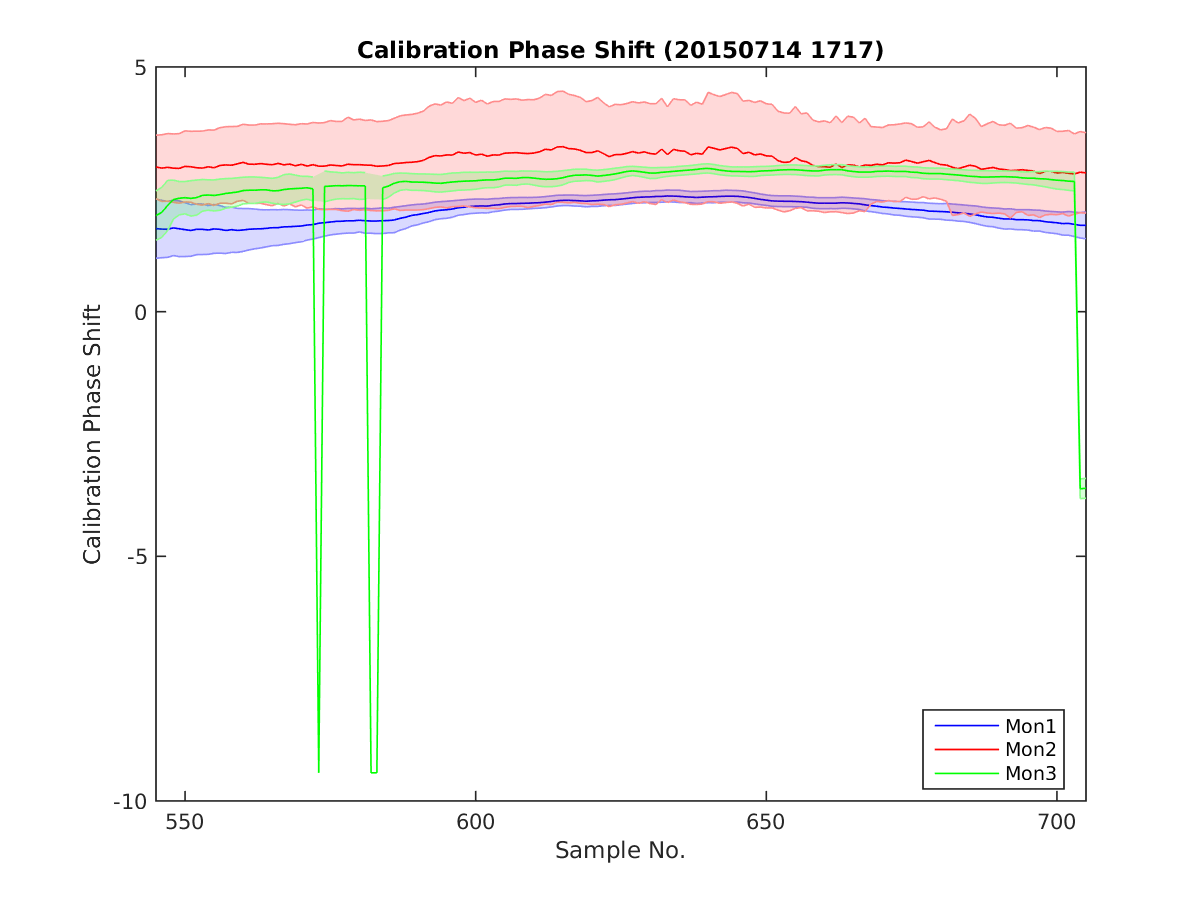 Calibration Phase Shift (20150714 1717)
5
0
-5
-10
Calibration Phase Shift
550
600
650
700
Sample No.
Mon1
Mon2
Mon3